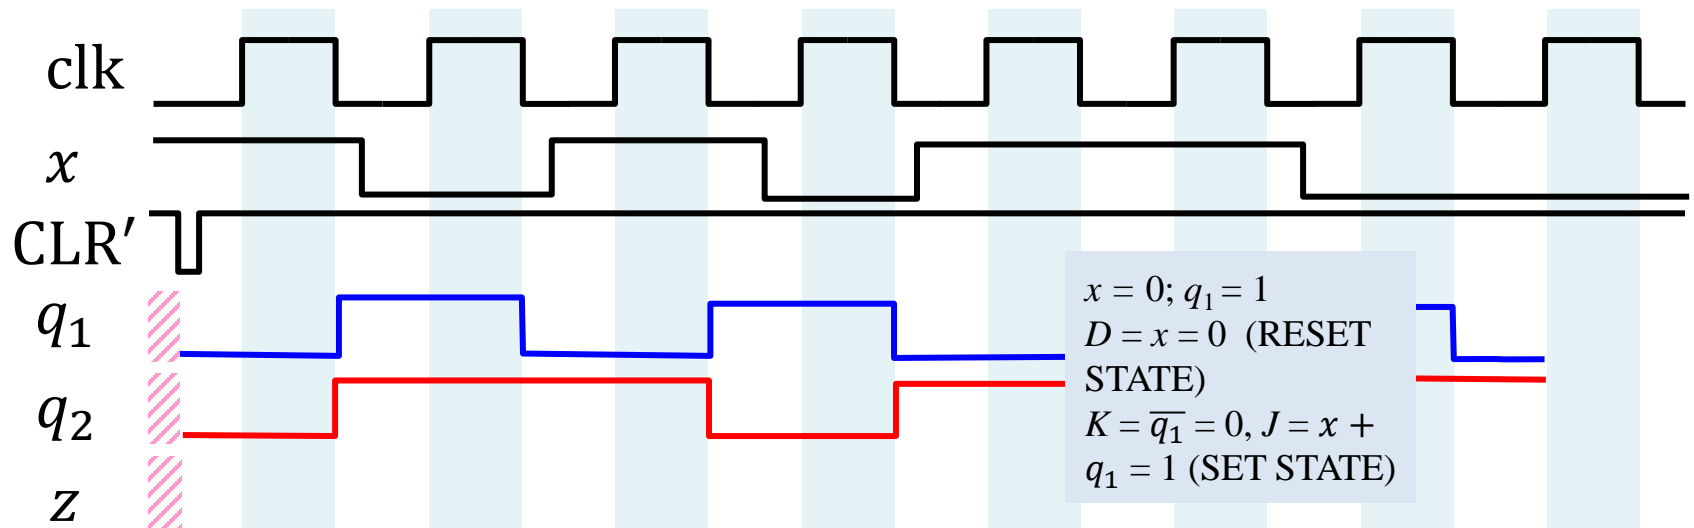 clk
x
CLR′
q₁
q₂
z
x = 0; q₁ = 1
D = x = 0 (RESET
STATE)
K = q̅₁̅ = 0, J = x +
q₁ = 1 (SET STATE)